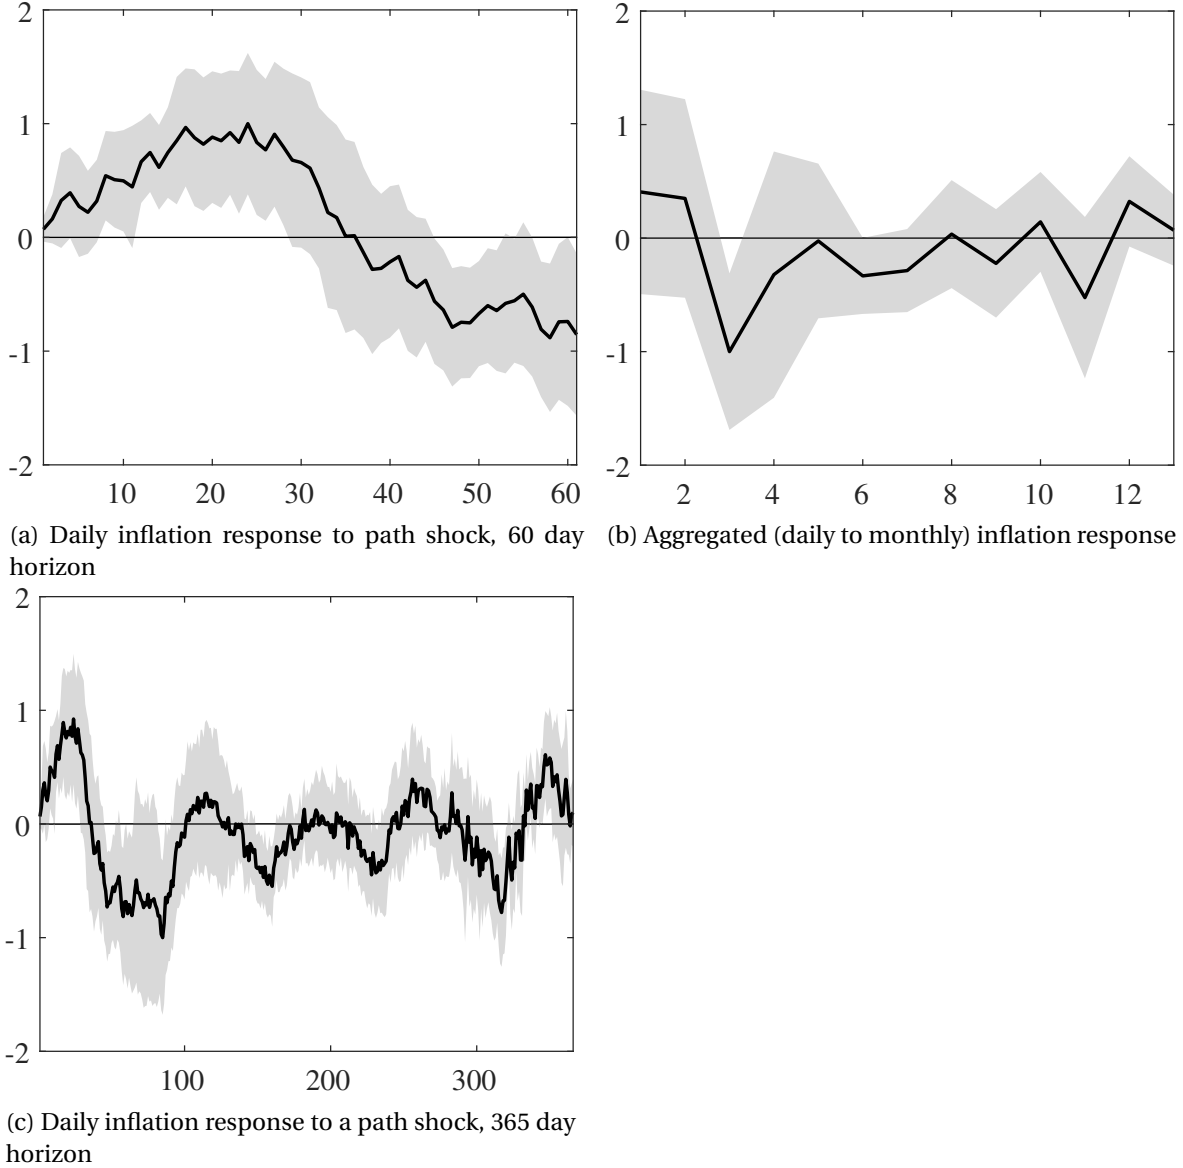 2
1
0
-1
-2
10 20 30 40 50 60
(a) Daily inflation response to path shock, 60 day
horizon
2
1
0
-1
-2
2 4 6 8 10 12
(b) Aggregated (daily to monthly) inflation response
2
1
0
-1
-2
100 200 300
(c) Daily inflation response to a path shock, 365 day
horizon